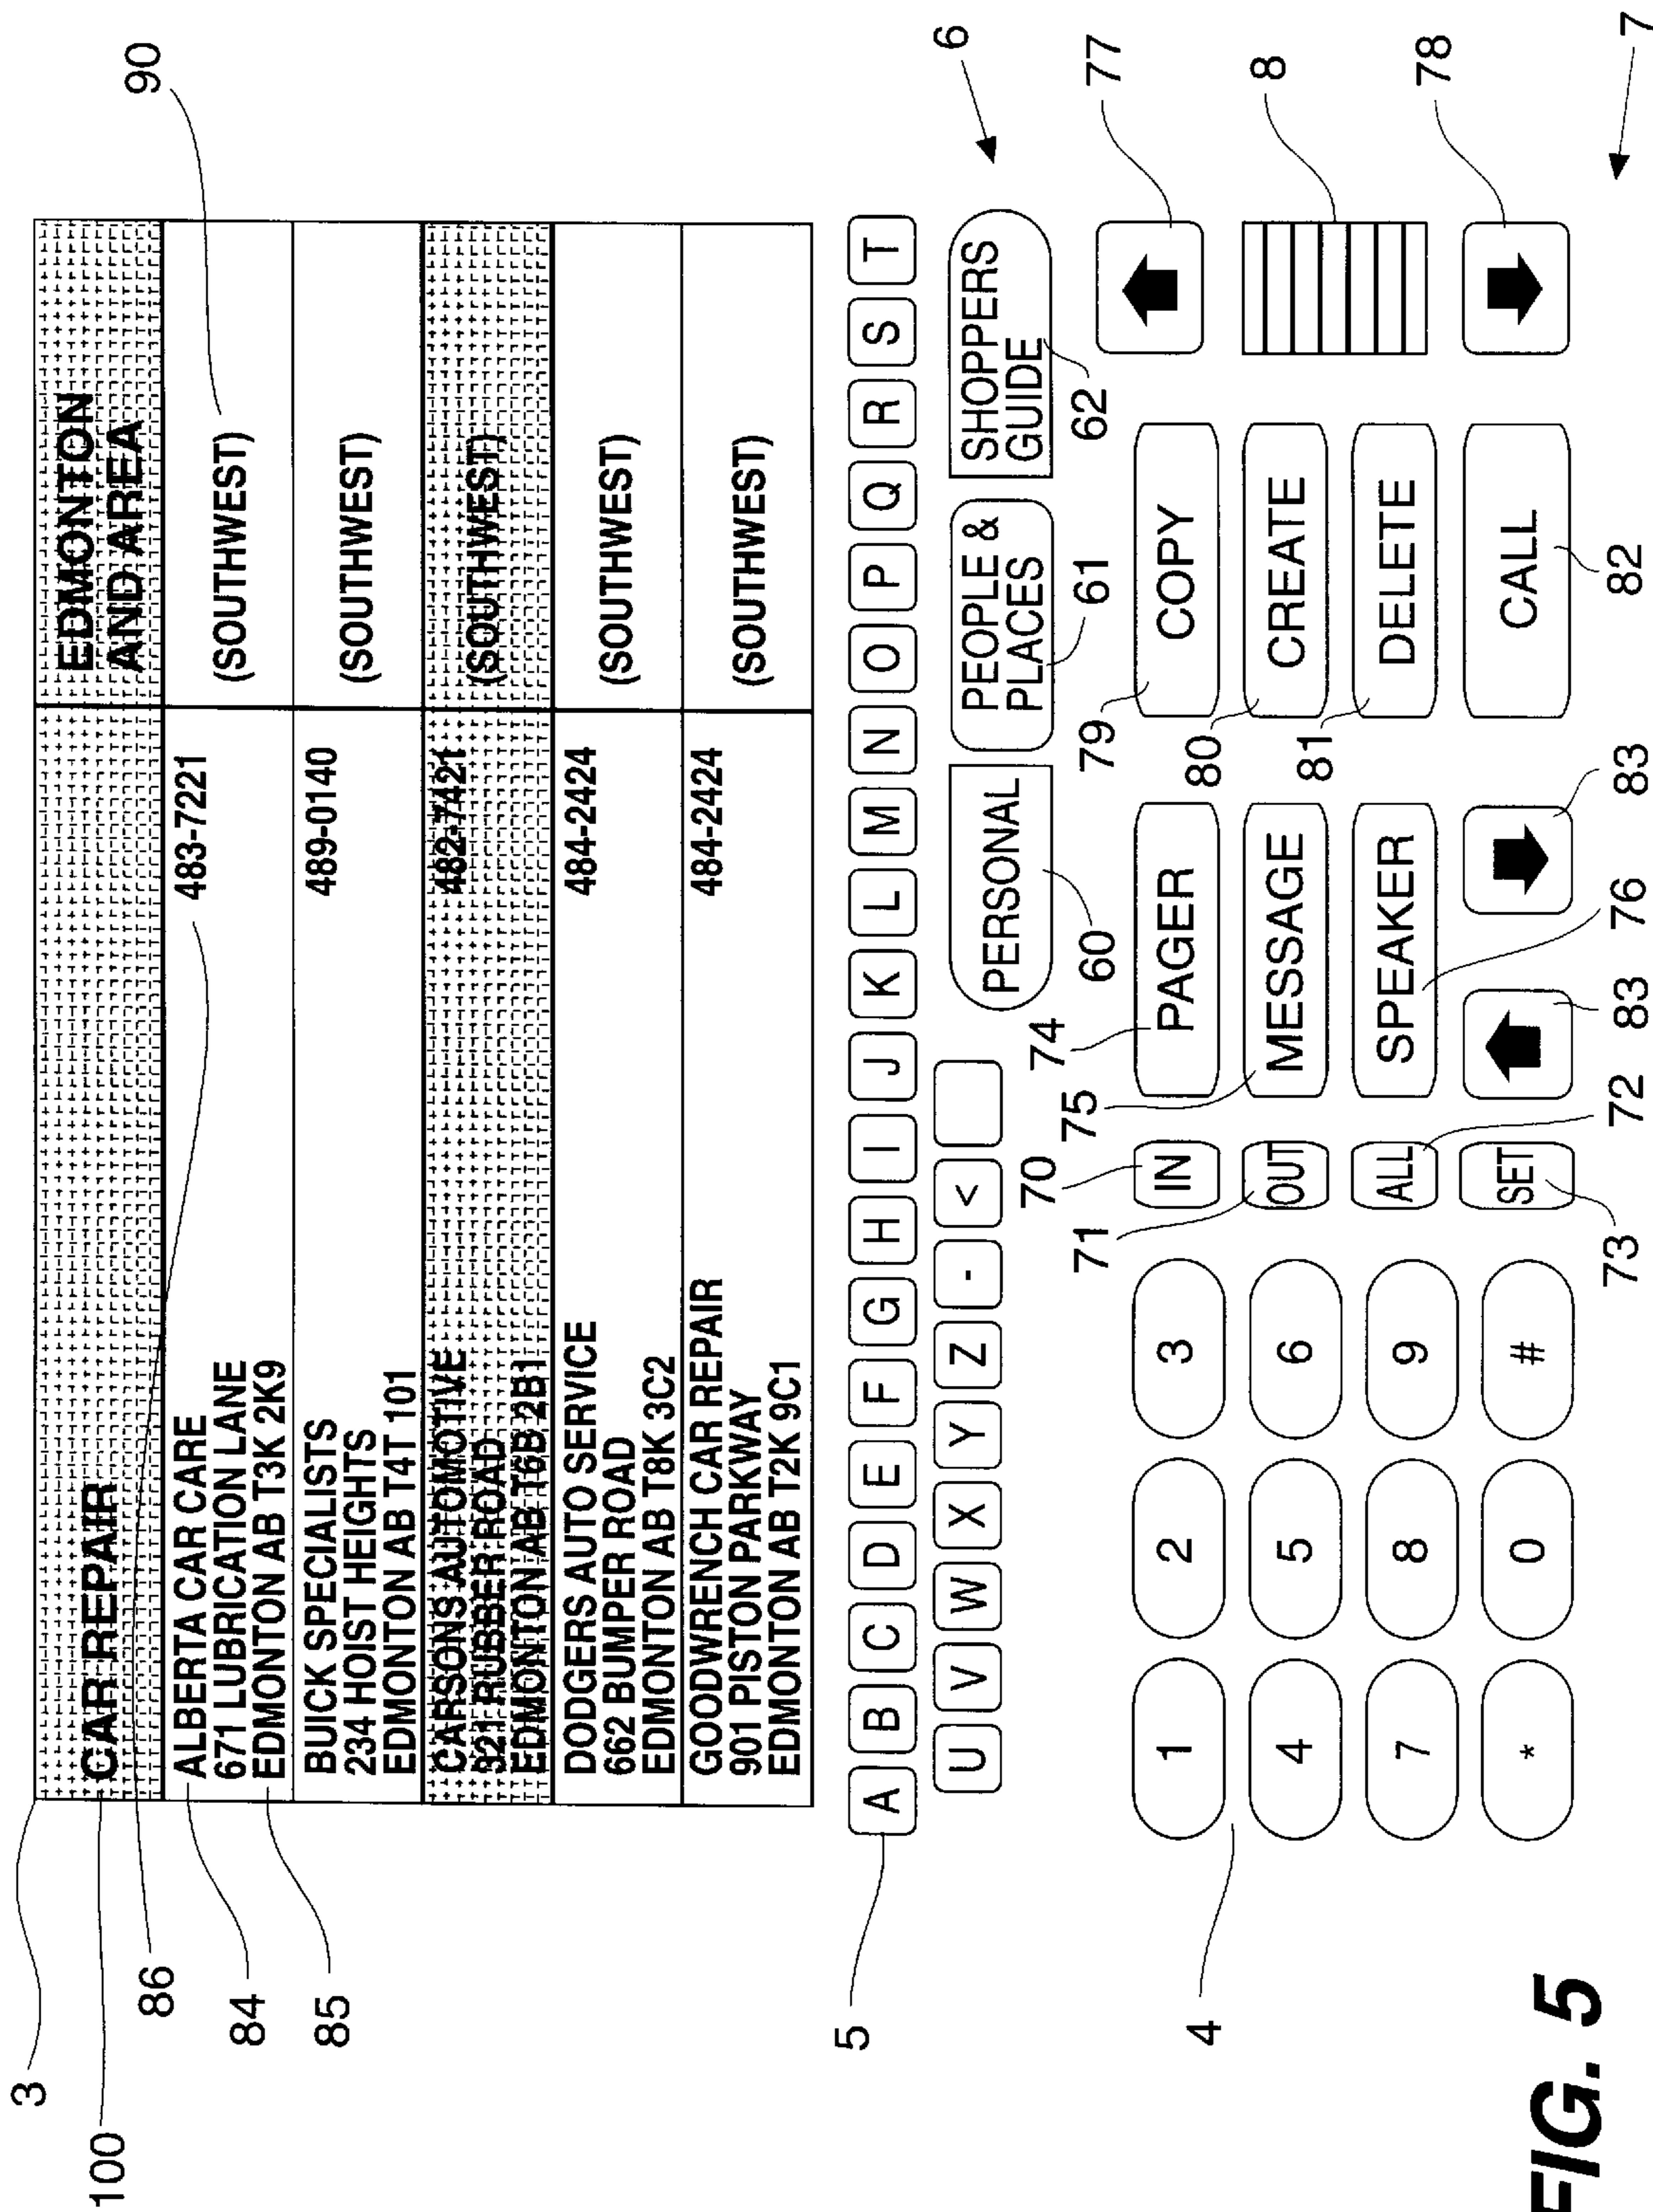 3
100
86
84
85
90
CAR REPAIR
EDMONTON
AND AREA
ALBERTA CAR CARE 483-7221 (SOUTHWEST)
671 LUBRICATION LANE
EDMONTON AB T3K 2K9
BUICK SPECIALISTS 489-0140 (SOUTHWEST)
234 HOIST HEIGHTS
EDMONTON AB T4T 101
CARSONS AUTOMOTIVE 482-7421 (SOUTHWEST)
321 RUBBER ROAD
EDMONTON AB T6B 2B1
DODGERS AUTO SERVICE 484-2424 (SOUTHWEST)
662 BUMPER ROAD
EDMONTON AB T8K 3C2
GOODWRENCH CAR REPAIR 484-2424 (SOUTHWEST)
901 PISTON PARKWAY
EDMONTON AB T2K 9C1
5
A B C D E F G H I J K L M N O P Q R S T
U V W X Y Z - <
6
PERSONAL
PEOPLE &
PLACES
SHOPPERS
GUIDE
60
61
62
70
71
74
75
79
80
81
77
8
78
4
1 2 3 IN PAGER COPY
4 5 6 OUT MESSAGE CREATE
7 8 9 ALL SPEAKER DELETE
* 0 # SET CALL
73
72
83
76
83
82
7
FIG. 5